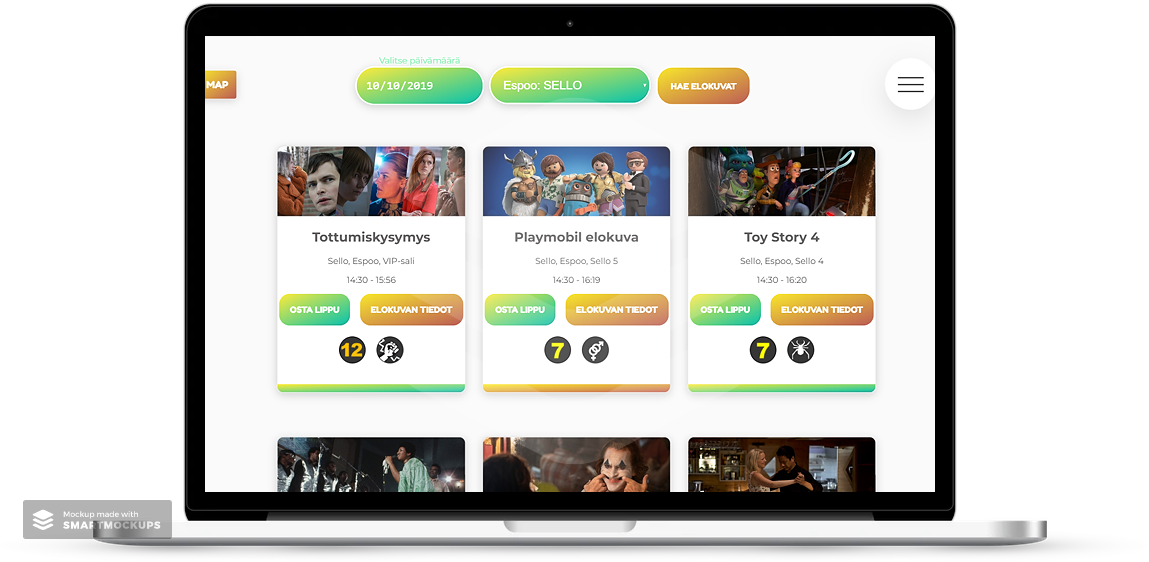 Valitse päivämäärä
MAP
10/10/2019
Espoo: SELLO
HAE ELOKUVAT
Tottumiskysymys
Sello, Espoo, VIP-sali
14:30 - 15:56
OSTA LIPPU
ELOKUVAN TIEDOT
12
Playmobil elokuva
Sello, Espoo, Sello 5
14:30 - 16:19
OSTA LIPPU
ELOKUVAN TIEDOT
7
Toy Story 4
Sello, Espoo, Sello 4
14:30 - 16:20
OSTA LIPPU
ELOKUVAN TIEDOT
7
Mockup made with
SMARTMOCKUPS